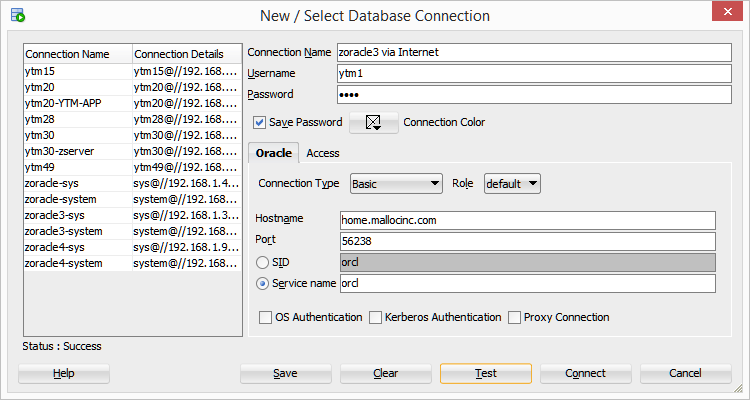 New / Select Database Connection
Connection Name Connection Details
ytm15 ytm15@//192.168....
ytm20 ytm20@//192.168....
ytm20-YTM-APP ytm20@//192.168....
ytm28 ytm28@//192.168....
ytm30 ytm30@//192.168....
ytm30-zserver ytm30@//192.168....
ytm49 ytm49@//192.168....
zoracle-sys sys@//192.168.1.4...
zoracle-system system@//192.168...
zoracle3-sys sys@//192.168.1.3...
zoracle3-system system@//192.168...
zoracle4-sys sys@//192.168.1.9...
zoracle4-system system@//192.168...
Connection Name zoracle3 via Internet
Username ytm1
Password ••••
Save Password Connection Color
Oracle Access
Connection Type Basic Role default
Hostname home.mallocinc.com
Port 56238
SID orcl
Service name orcl
OS Authentication Kerberos Authentication Proxy Connection
Status : Success
Help Save Clear Test Connect Cancel